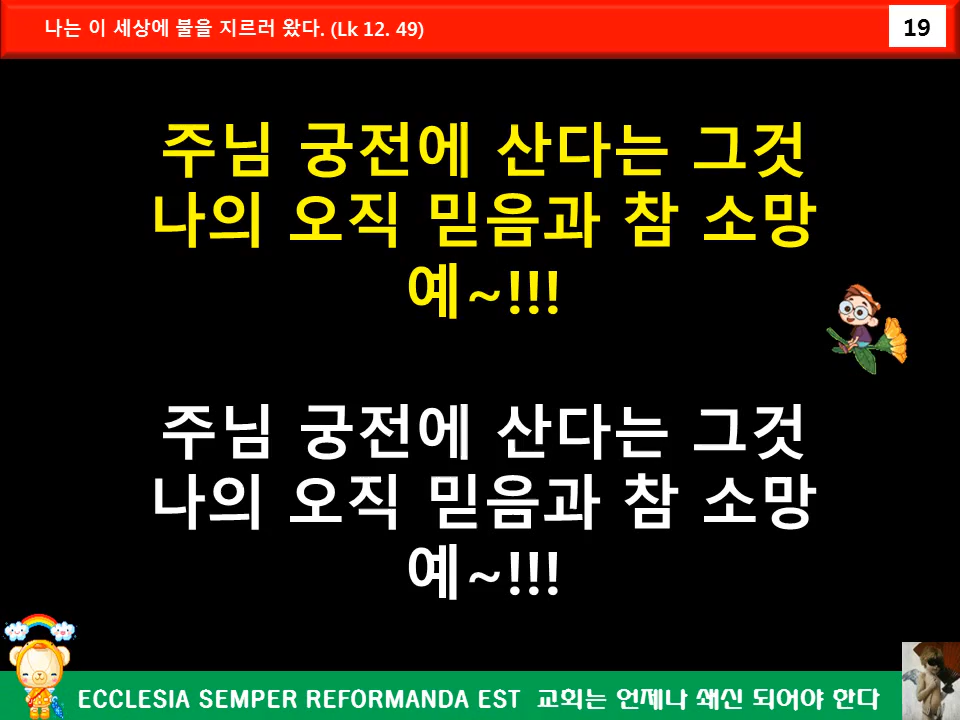 나는 이 세상에 불을 지르러 왔다. (Lk 12. 49)
19
주님 궁전에 산다는 그것
나의 오직 믿음과 참 소망
예~!!!
주님 궁전에 산다는 그것
나의 오직 믿음과 참 소망
예~!!!
ECCLESIA SEMPER REFORMANDA EST 교회는 언제나 쇄신 되어야 한다